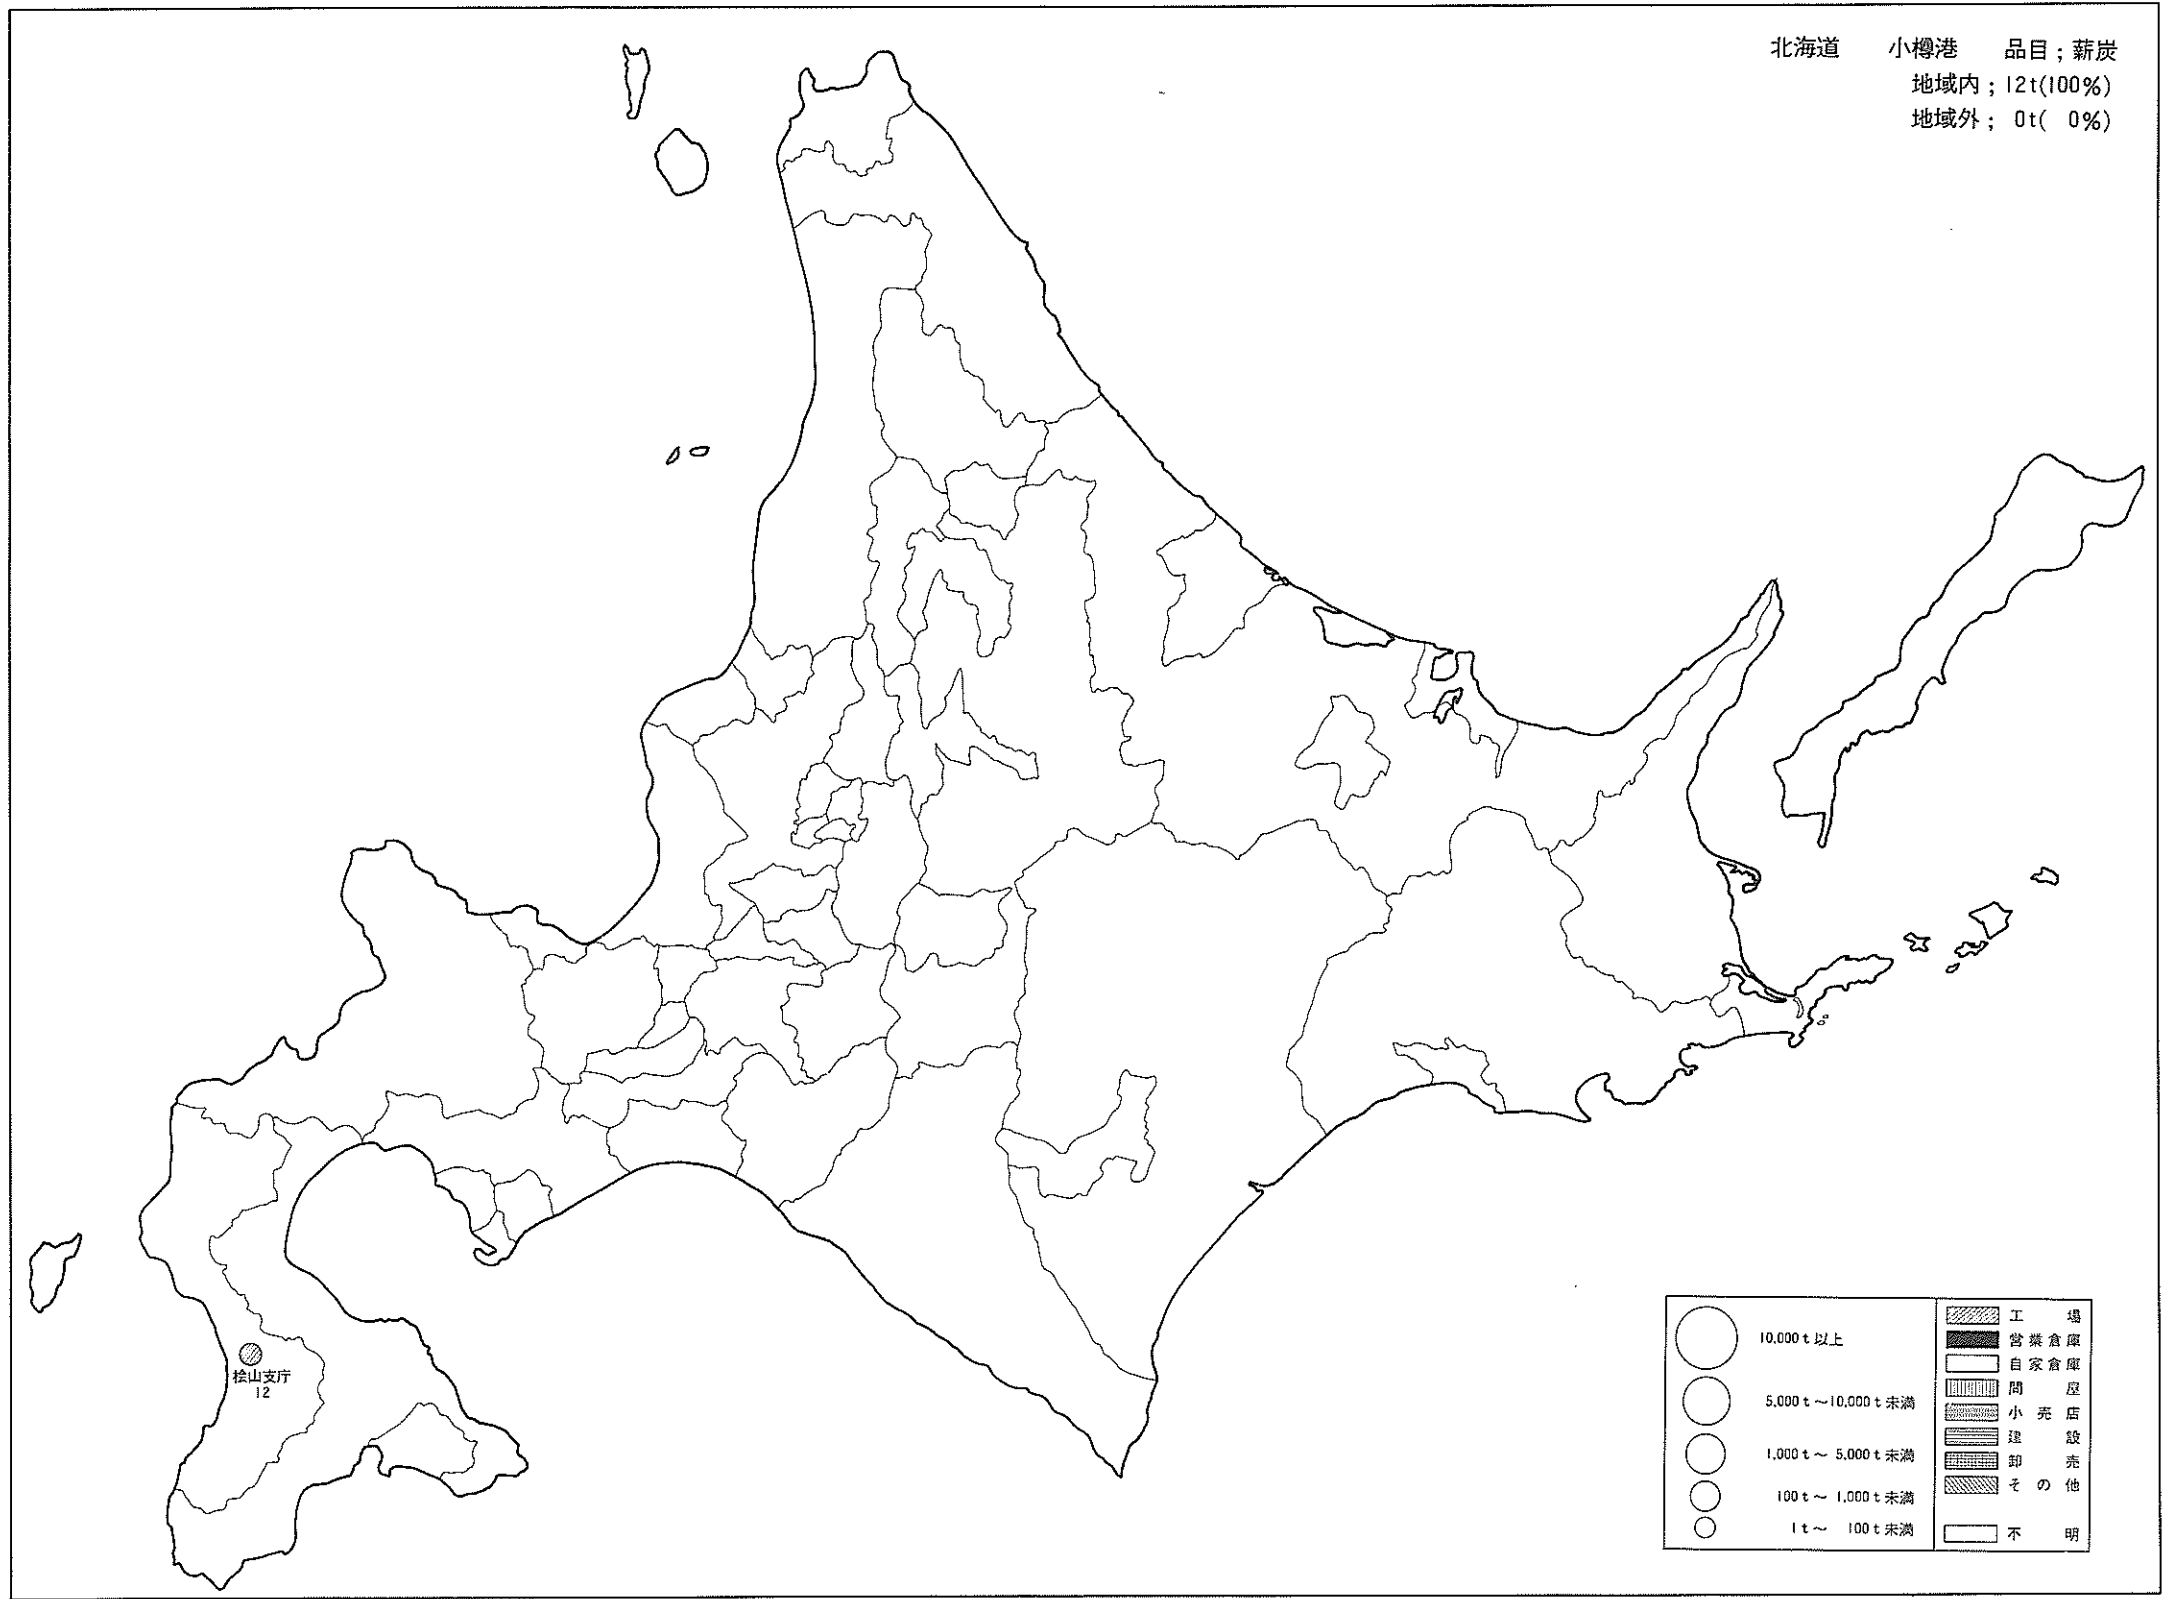 北海道 小樽港 品目；薪炭
地域内；12t(100%)
地域外； 0t( 0%)
桧山支庁
12
10,000t以上
5,000t～10,000t未満
1,000t～ 5,000t未満
100t～ 1,000t未満
1t～ 100t未満
工場
営業倉庫
自家倉庫
問屋
小売店
建設
卸売
その他
不明